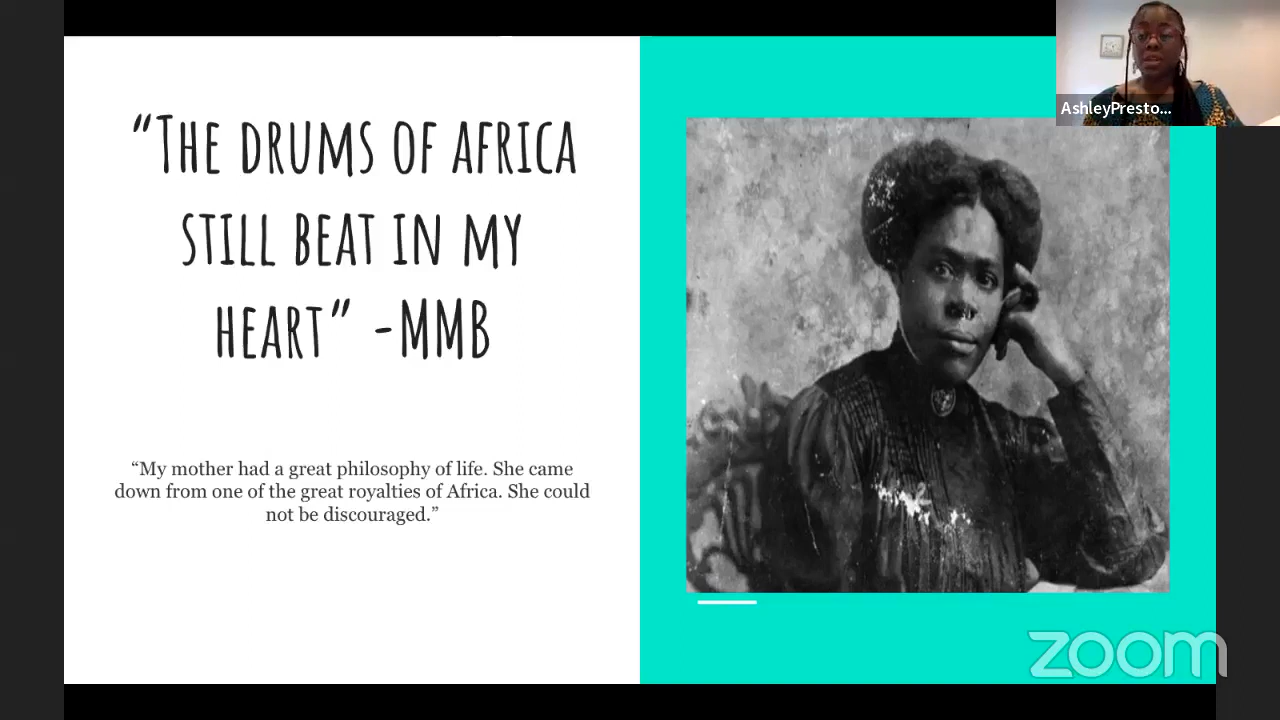 “THE DRUMS OF AFRICA
STILL BEAT IN MY
HEART” -MMB
“My mother had a great philosophy of life. She came
down from one of the great royalties of Africa. She could
not be discouraged.”
AshleyPresto...
zoom